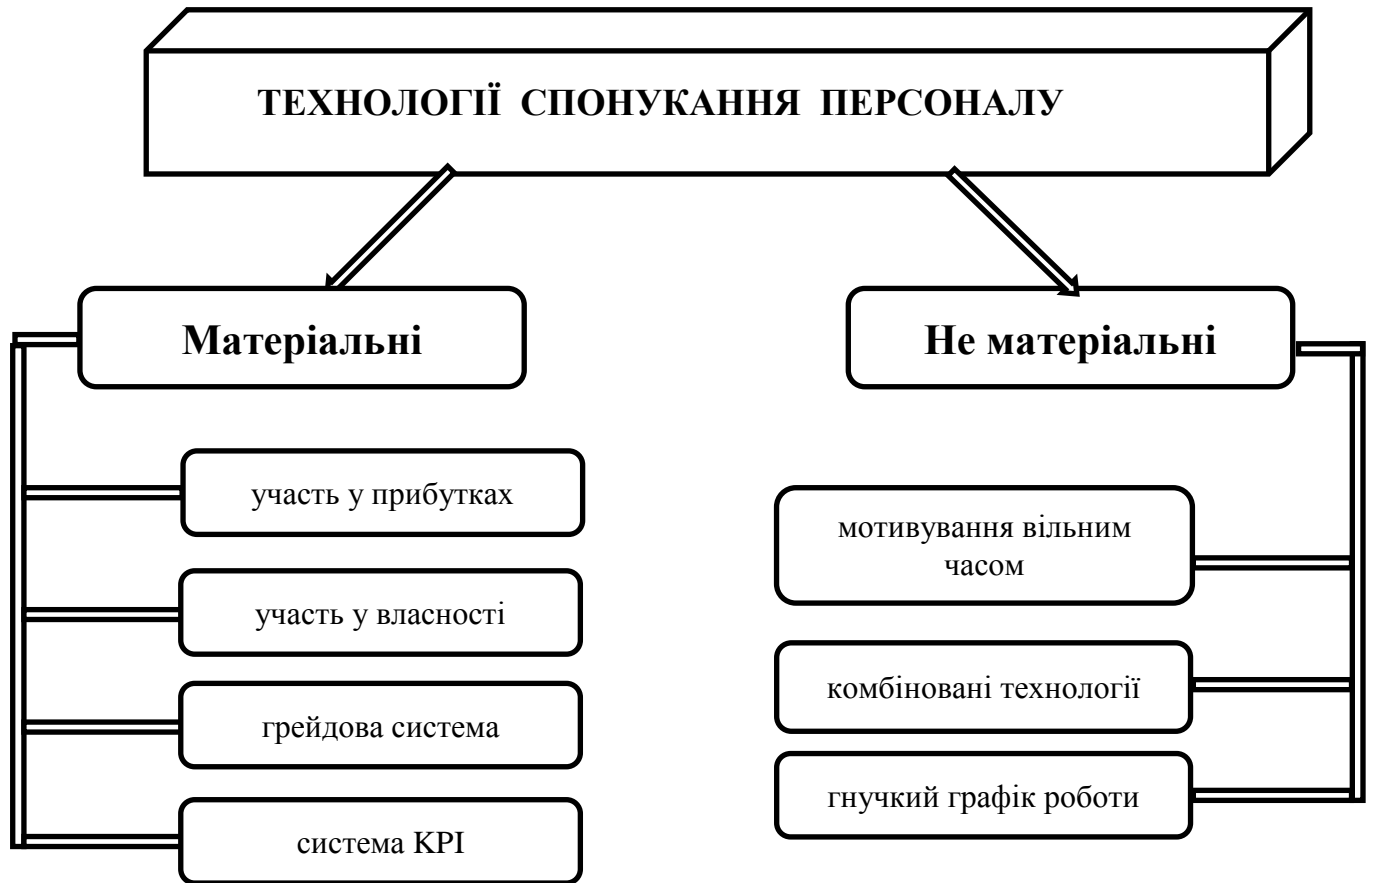 ТЕХНОЛОГІЇ СПОНУКАННЯ ПЕРСОНАЛУ
Матеріальні
участь у прибутках
участь у власності
грейдова система
система KPI
Не матеріальні
мотивування вільним
часом
комбіновані технології
гнучкий графік роботи